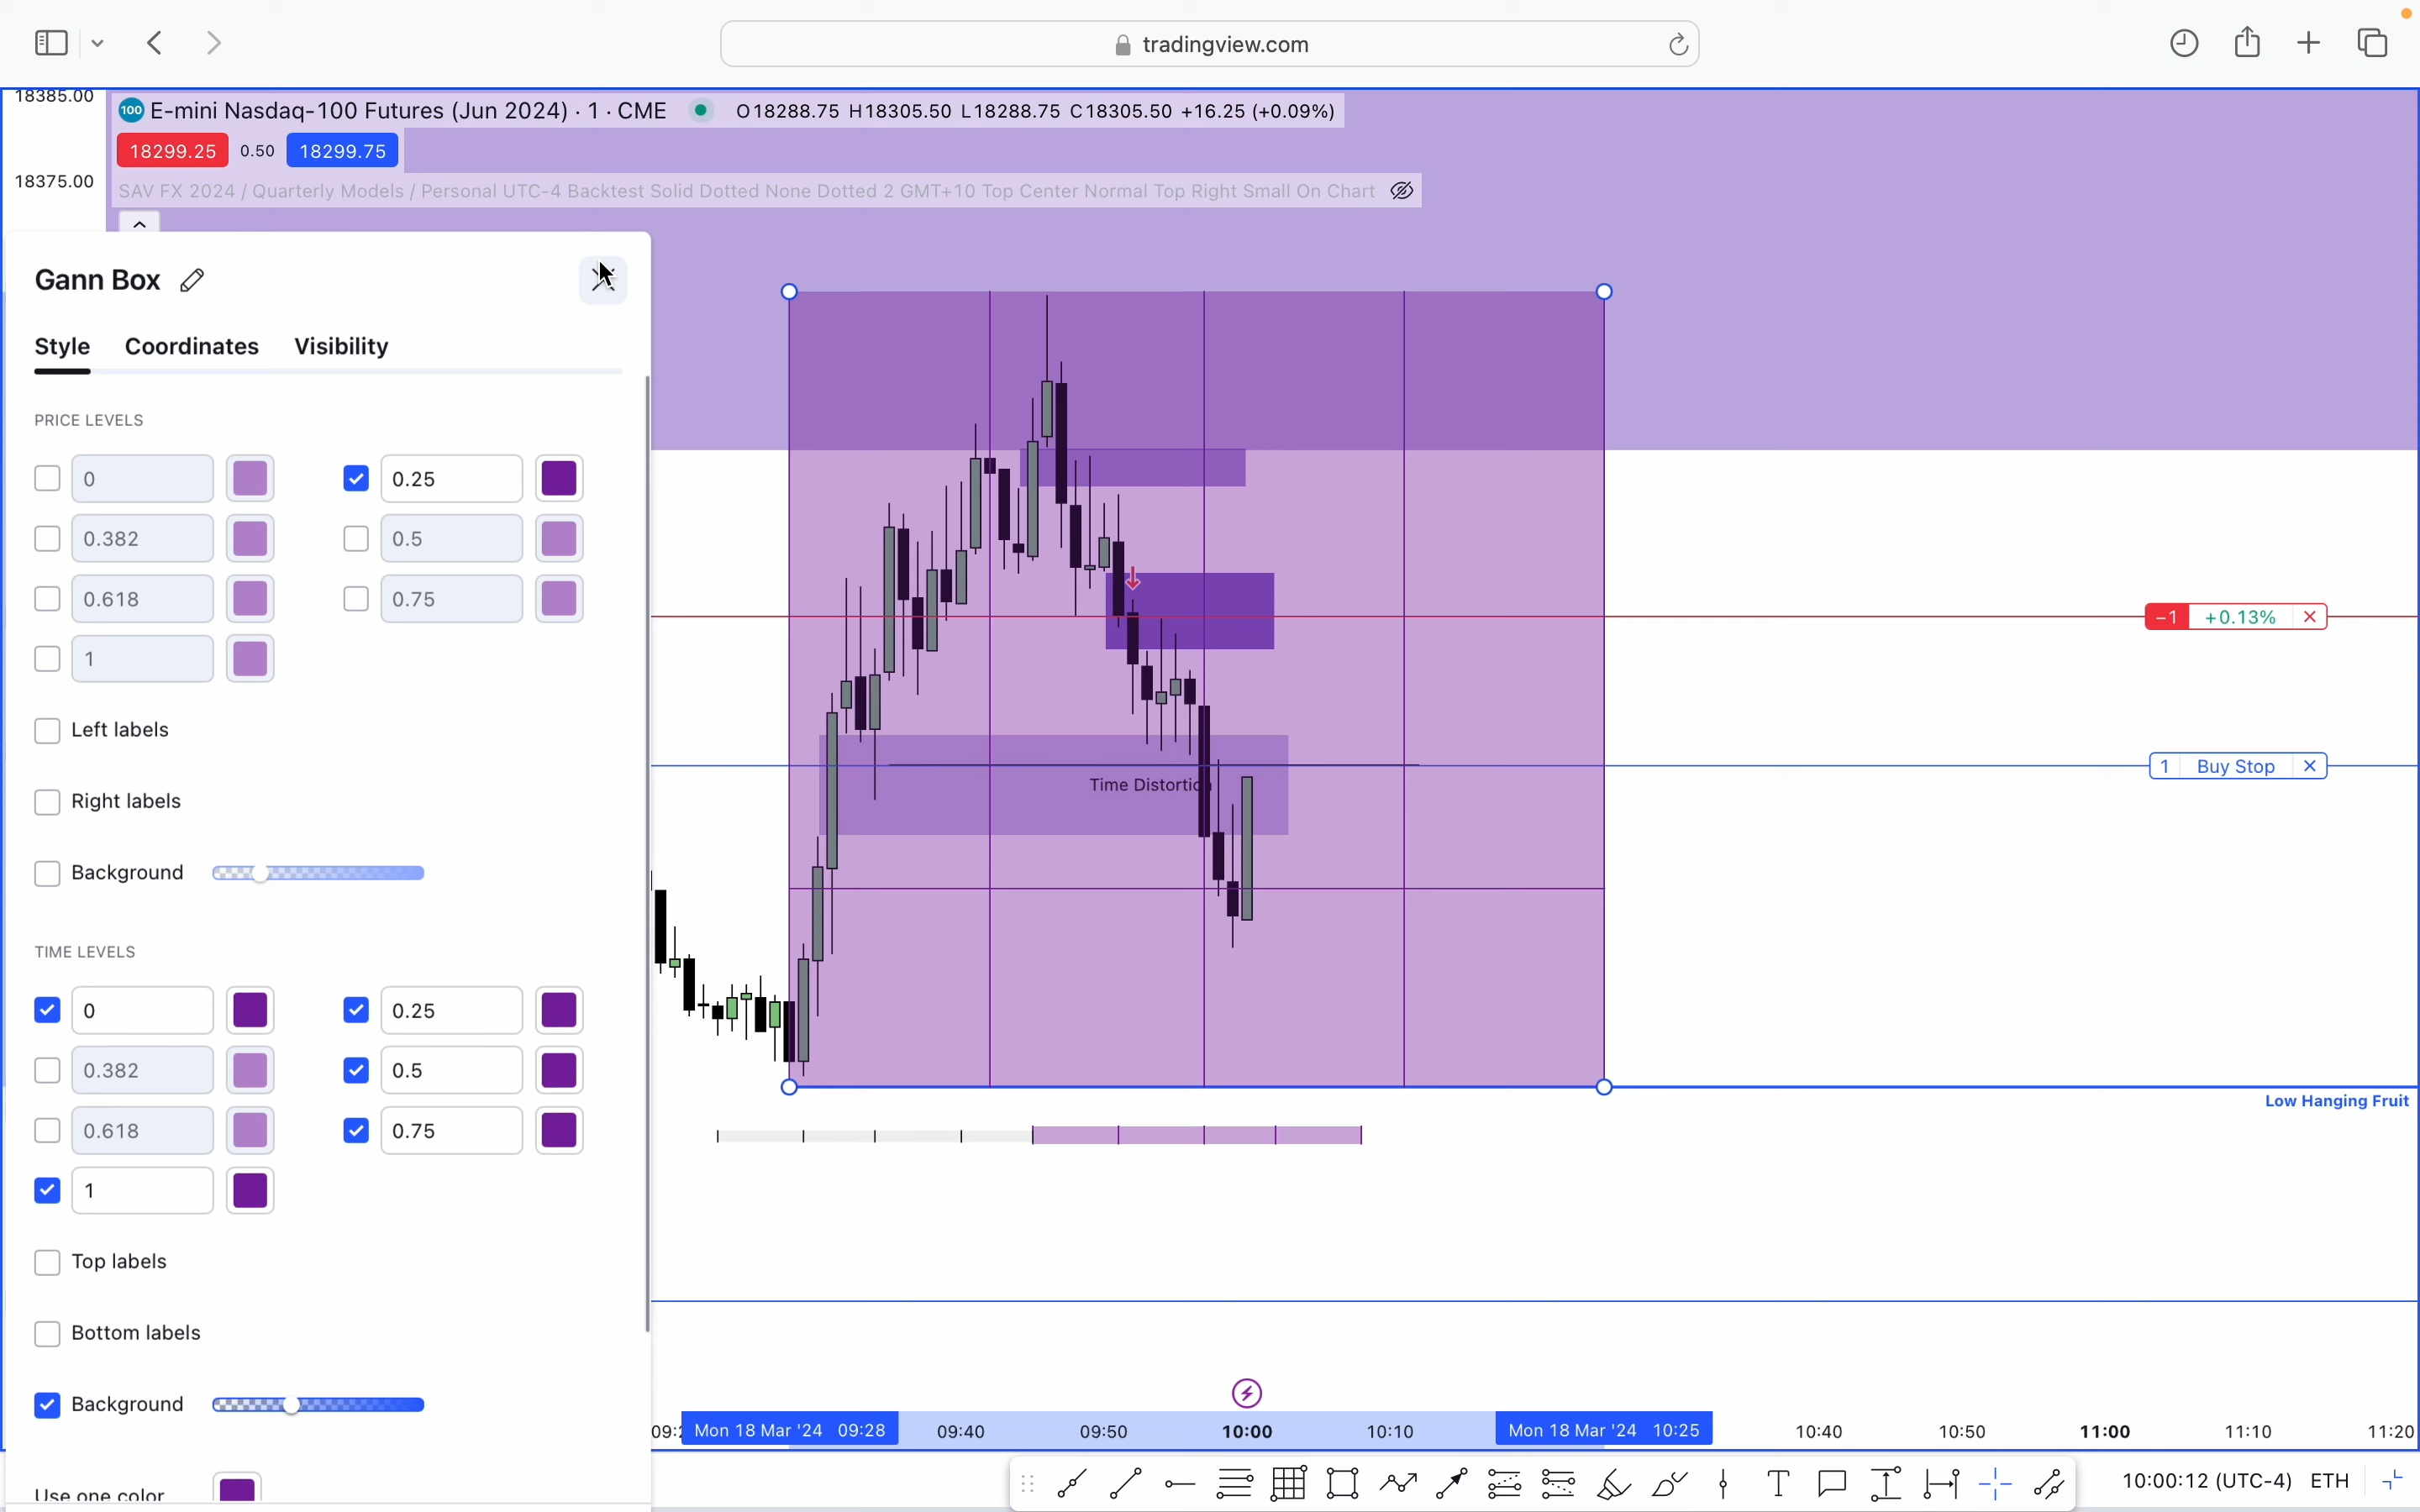 tradingview.com
18385.00
100 E-mini Nasdaq-100 Futures (Jun 2024) · 1 · CME O18288.75 H18305.50 L18288.75 C18305.50 +16.25 (+0.09%)
18299.25 0.50 18299.75
18375.00
SAV FX 2024 / Quarterly Models / Personal UTC-4 Backtest Solid Dotted None Dotted 2 GMT+10 Top Center Normal Top Right Small On Chart
Gann Box
Style Coordinates Visibility
PRICE LEVELS
0 0.25
0.382 0.5
0.618 0.75
1
Left labels
Right labels
Background
TIME LEVELS
0 0.25
0.382 0.5
0.618 0.75
1
Top labels
Bottom labels
Background
Use one color
−1 +0.13%
1 Buy Stop
Time Distortion
Low Hanging Fruit
Mon 18 Mar '24 09:28 09:40 09:50 10:00 10:10 Mon 18 Mar '24 10:25 10:40 10:50 11:00 11:10 11:20
10:00:12 (UTC-4) ETH